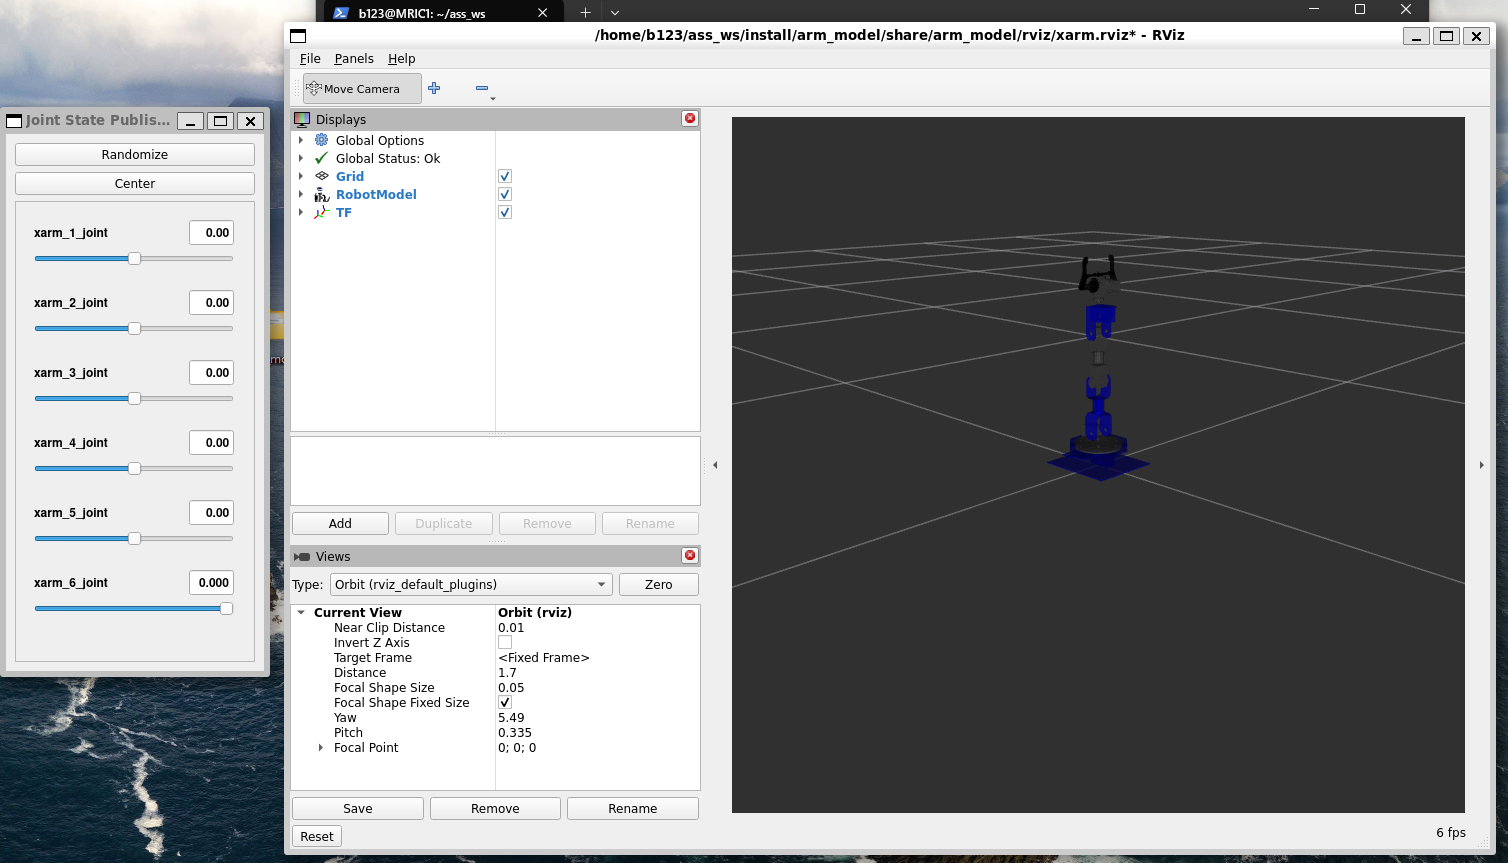 b123@MRIC1: ~/ass_ws
/home/b123/ass_ws/install/arm_model/share/arm_model/rviz/xarm.rviz* - RViz
File Panels Help
Move Camera
Joint State Publis...
Randomize
Center
xarm_1_joint 0.00
xarm_2_joint 0.00
xarm_3_joint 0.00
xarm_4_joint 0.00
xarm_5_joint 0.00
xarm_6_joint 0.000
Displays
Global Options
Global Status: Ok
Grid
RobotModel
TF
Add Duplicate Remove Rename
Views
Type: Orbit (rviz_default_plugins) Zero
Current View Orbit (rviz)
Near Clip Distance 0.01
Invert Z Axis
Target Frame <Fixed Frame>
Distance 1.7
Focal Shape Size 0.05
Focal Shape Fixed Size
Yaw 5.49
Pitch 0.335
Focal Point 0; 0; 0
Save Remove Rename
Reset
6 fps